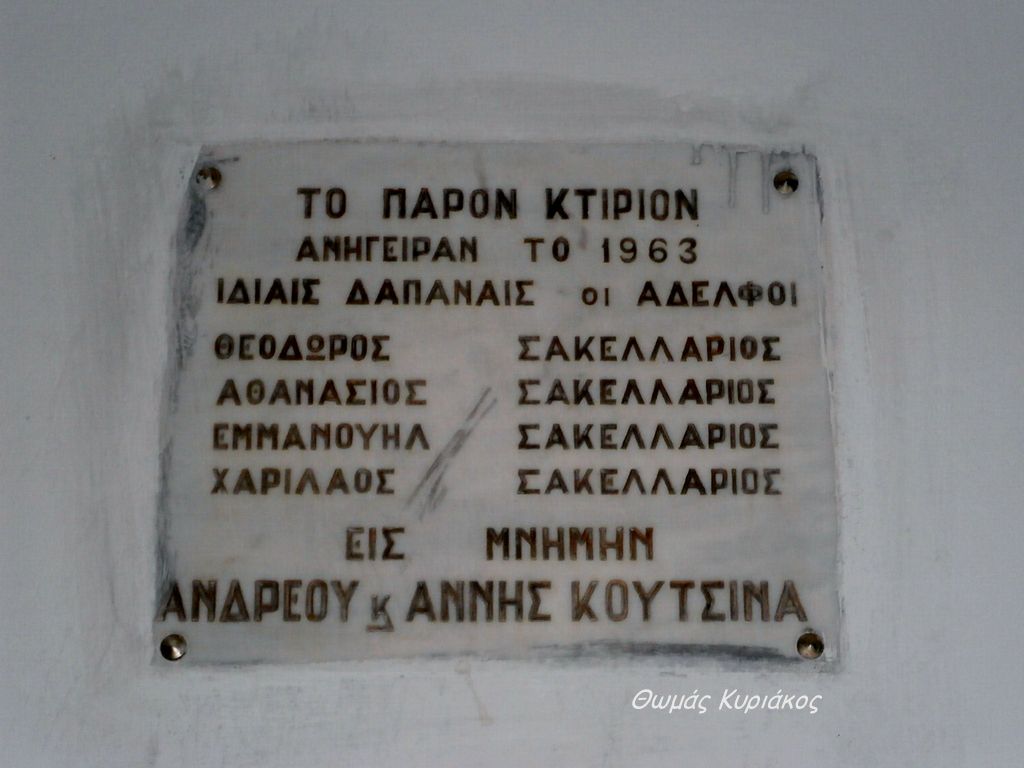 ΤΟ ΠΑΡΟΝ ΚΤΙΡΙΟΝ
ΑΝΗΓΕΙΡΑΝ ΤΟ 1963
ΙΔΙΑΙΣ ΔΑΠΑΝΑΙΣ οι ΑΔΕΛΦΟΙ
ΘΕΟΔΩΡΟΣ ΣΑΚΕΛΛΑΡΙΟΣ
ΑΘΑΝΑΣΙΟΣ ΣΑΚΕΛΛΑΡΙΟΣ
ΕΜΜΑΝΟΥΗΛ ΣΑΚΕΛΛΑΡΙΟΣ
ΧΑΡΙΛΑΟΣ ΣΑΚΕΛΛΑΡΙΟΣ
ΕΙΣ ΜΝΗΜΗΝ
ΑΝΔΡΕΟΥ κ ΑΝΝΗΣ ΚΟΥΤΣΙΝΑ
Θωμάς Κυριάκος